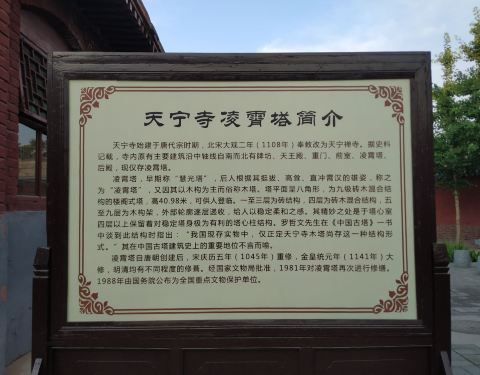 天宁寺凌霄塔简介
天宁寺始建于唐代宗时期，北宋大观二年（1108年）奉敕改为天宁禅寺。据史料
记载，寺内原有主要建筑沿中轴线自南而北有牌坊、天王殿、重门、前室、凌霄塔、
后殿，现仅存凌霄塔。
凌霄塔，早期称“慧光塔”，后人根据其挺拔、高耸、直冲霄汉的雄姿，称之
为“凌霄塔”，又因其以木构为主而俗称木塔。塔平面呈八角形，为九级砖木混合结
构的楼阁式塔，高40.98米，可供人登临。一至三层为砖结构，四层为砖木混合结构，五
至九层为木构架，外部轮廓逐层递收，给人以稳定柔和之感。其精妙之处是于塔心室
四层以上保留着对稳定塔身极为有利的塔心柱结构。罗哲文先生在《中国古塔》一书
中谈到此结构时指出：“我国现存实物中，仅正定天宁寺木塔尚存这一种结构形
式。”其在中国古塔建筑史上的重要地位不言而喻。
凌霄塔自唐朝创建后，宋庆历五年（1045年）重修，金皇统元年（1141年）大
修，明清均有不同程度的修葺。经国家文物局批准，1981年对凌霄塔再次进行修缮。
1988年由国务院公布为全国重点文物保护单位。